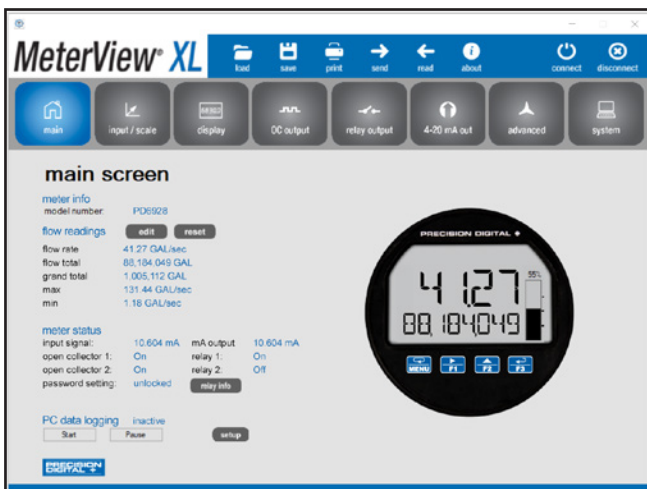 MeterView® XL
load save print send read about connect disconnect
main input / scale display DC output relay output 4-20 mA out advanced system
main screen
meter info
model number: PD6928
flow readings edit reset
flow rate 41.27 GAL/sec
flow total 88,184,049 GAL
grand total 1,005,112 GAL
max 131.44 GAL/sec
min 1.18 GAL/sec
meter status
input signal: 10.604 mA mA output 10.604 mA
open collector 1: On relay 1: On
open collector 2: On relay 2: Off
password setting: unlocked relay info
PC data logging inactive
Start Pause setup
PRECISION
DIGITAL
PRECISION DIGITAL
41.27 55%
88,184,049
MENU F1 F2 F3